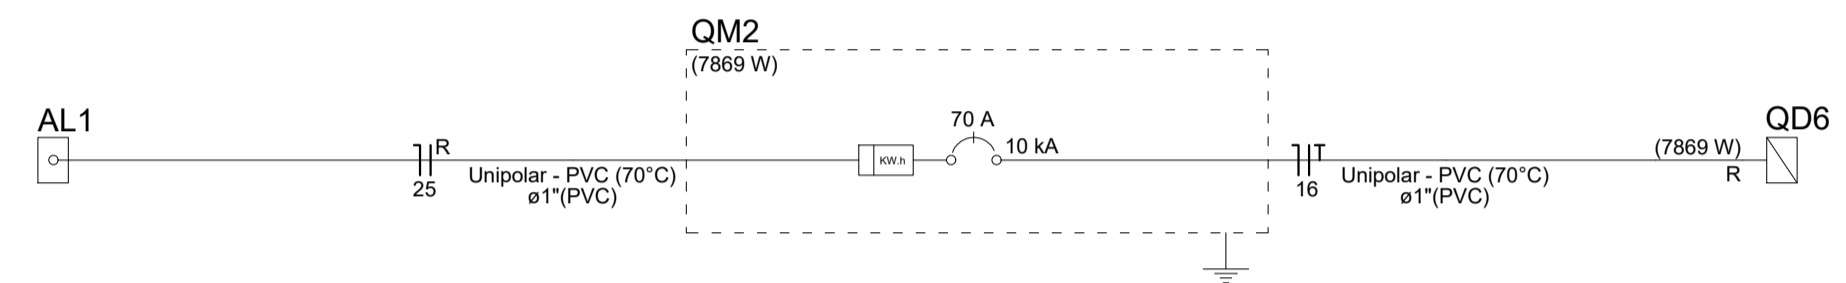 QM2
(7869 W)
AL1
R
25
Unipolar - PVC (70°C)
ø1"(PVC)
KW.h
70 A
10 kA
T
16
Unipolar - PVC (70°C)
ø1"(PVC)
(7869 W)
R
QD6